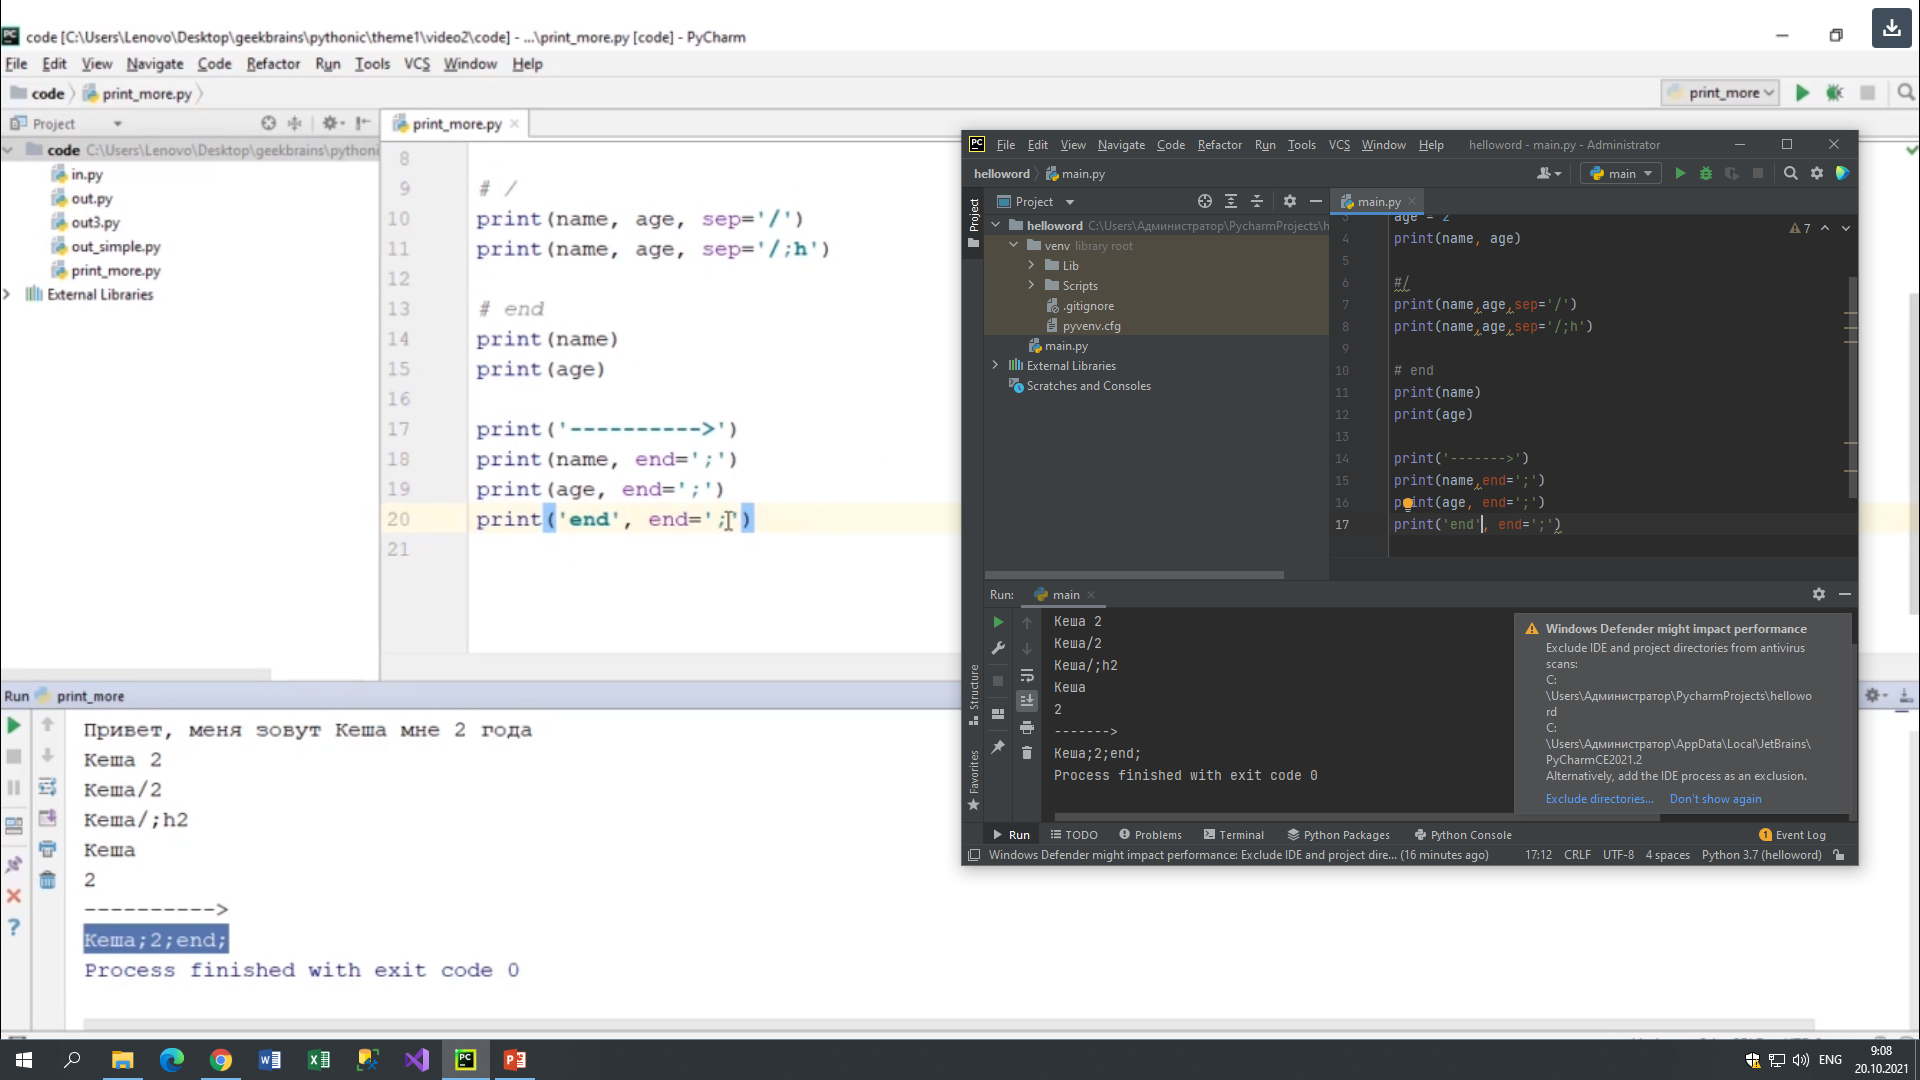 code [C:\Users\Lenovo\Desktop\geekbrains\pythonic\theme1\video2\code] - ...\print_more.py [code] - PyCharm
File Edit View Navigate Code Refactor Run Tools VCS Window Help
code print_more.py
print_more
Project
print_more.py
code C:\Users\Lenovo\Desktop\geekbrains\pythonic
in.py
out.py
out3.py
out_simple.py
print_more.py
External Libraries
8
9 # /
10 print(name, age, sep='/')
11 print(name, age, sep='/;h')
12
13 # end
14 print(name)
15 print(age)
16
17 print('---------->')
18 print(name, end=';')
19 print(age, end=';')
20 print('end', end=';')
21
Run print_more
Привет, меня зовут Кеша мне 2 года
Кеша 2
Кеша/2
Кеша/;h2
Кеша
2
---------->
Кеша;2;end;
Process finished with exit code 0
File Edit View Navigate Code Refactor Run Tools VCS Window Help helloword - main.py - Administrator
helloword main.py
main
Project
Project
main.py
helloword C:\Users\Администратор\PycharmProjects\h
venv library root
Lib
Scripts
.gitignore
pyvenv.cfg
main.py
External Libraries
Scratches and Consoles
7
3 age = 2
4 print(name, age)
5
6 #/
7 print(name,age,sep='/')
8 print(name,age,sep='/;h')
9
10 # end
11 print(name)
12 print(age)
13
14 print('------->')
15 print(name,end=';')
16 print(age, end=';')
17 print('end', end=';')
Run: main
Structure
Favorites
Кеша 2
Кеша/2
Кеша/;h2
Кеша
2
------->
Кеша;2;end;
Process finished with exit code 0
Windows Defender might impact performance
Exclude IDE and project directories from antivirus
scans:
C:
\Users\Администратор\PycharmProjects\hellowo
rd
C:
\Users\Администратор\AppData\Local\JetBrains\
PyCharmCE2021.2
Alternatively, add the IDE process as an exclusion.
Exclude directories... Don't show again
Run TODO Problems Terminal Python Packages Python Console 1 Event Log
Windows Defender might impact performance: Exclude IDE and project dire... (16 minutes ago) 17:12 CRLF UTF-8 4 spaces Python 3.7 (helloword)
ENG
9:08
20.10.2021